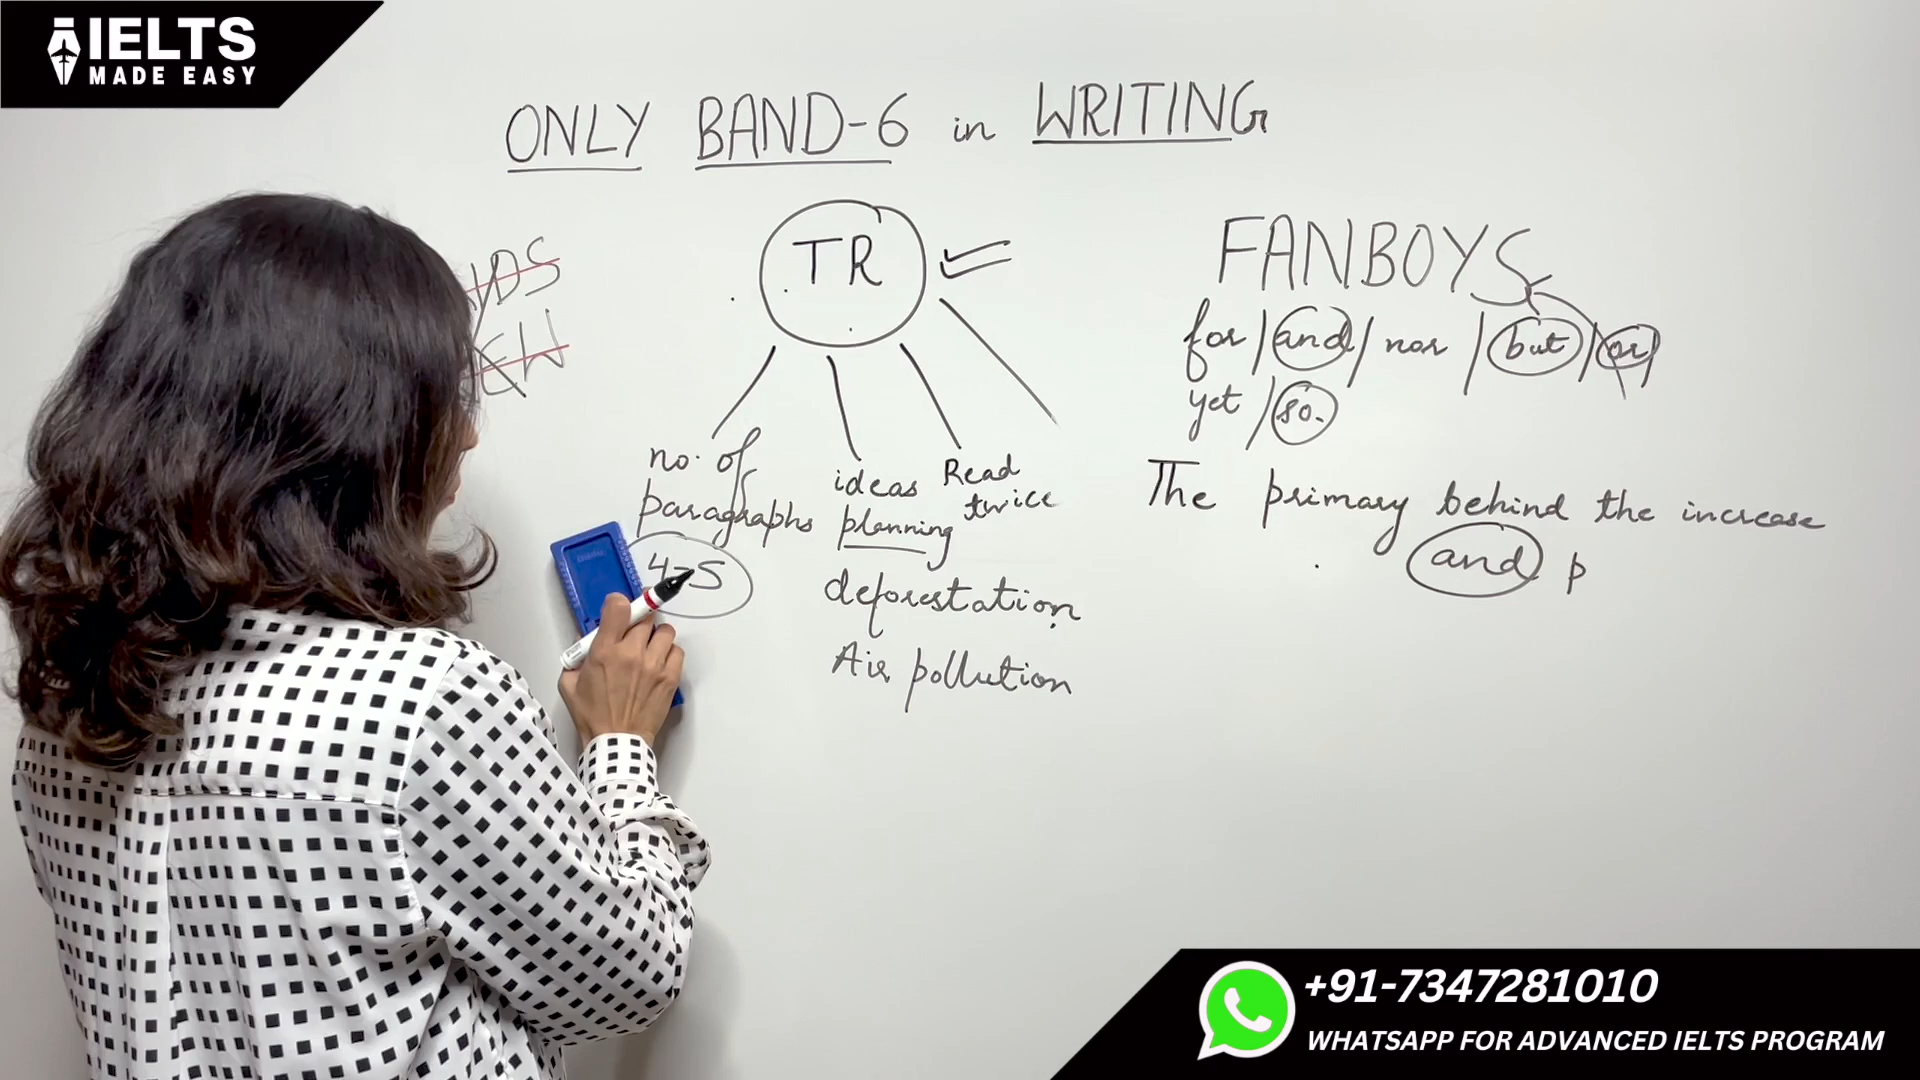 IELTS
MADE EASY
ONLY BAND-6 in WRITING
TR
no. of
paragraphs
4-5
ideas
planning
deforestation
Air pollution
Read
twice
FANBOYS
for / and / nor / but / or /
yet / so.
The primary behind the increase
and p
+91-7347281010
WHATSAPP FOR ADVANCED IELTS PROGRAM